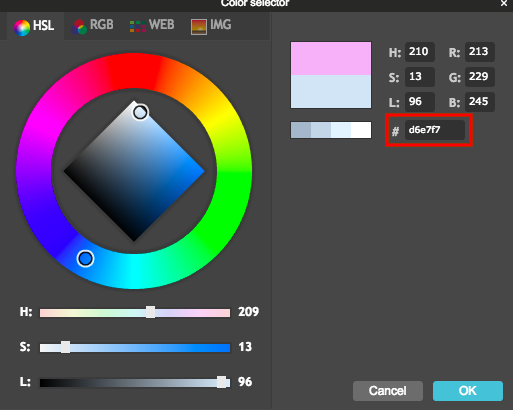 Color selector
HSL RGB WEB IMG
H: 210 R: 213
S: 13 G: 229
L: 96 B: 245
# d6e7f7
H: 209
S: 13
L: 96
Cancel OK